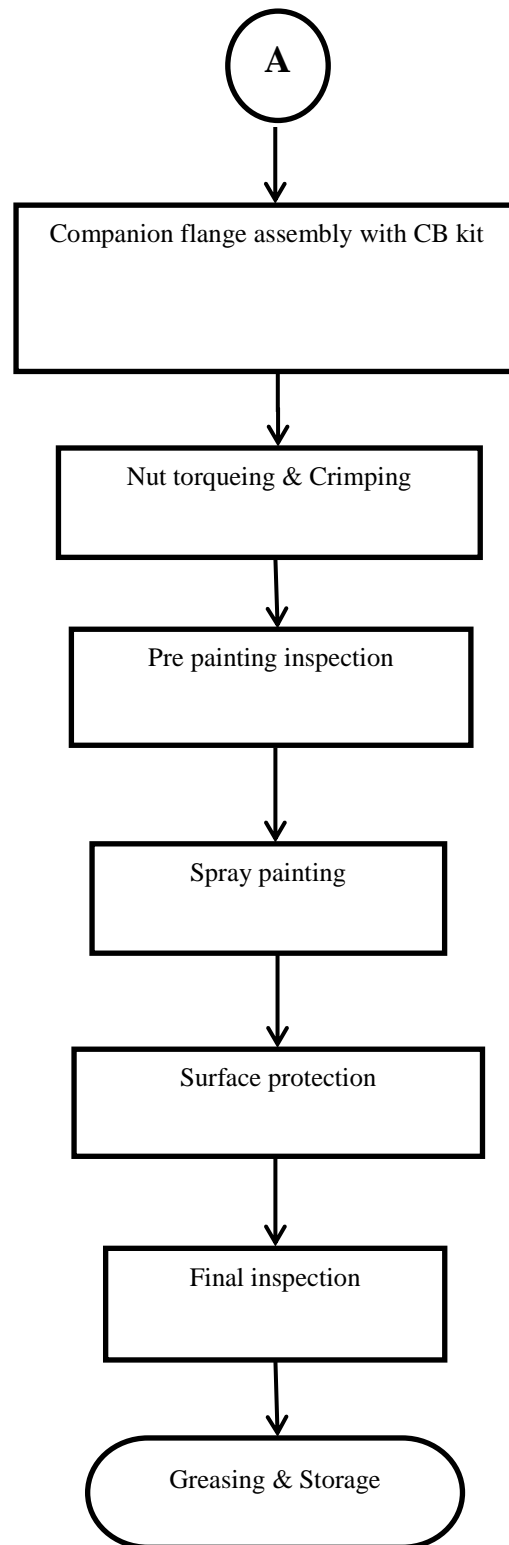 A
Companion flange assembly with CB kit
Nut torqueing & Crimping
Pre painting inspection
Spray painting
Surface protection
Final inspection
Greasing & Storage